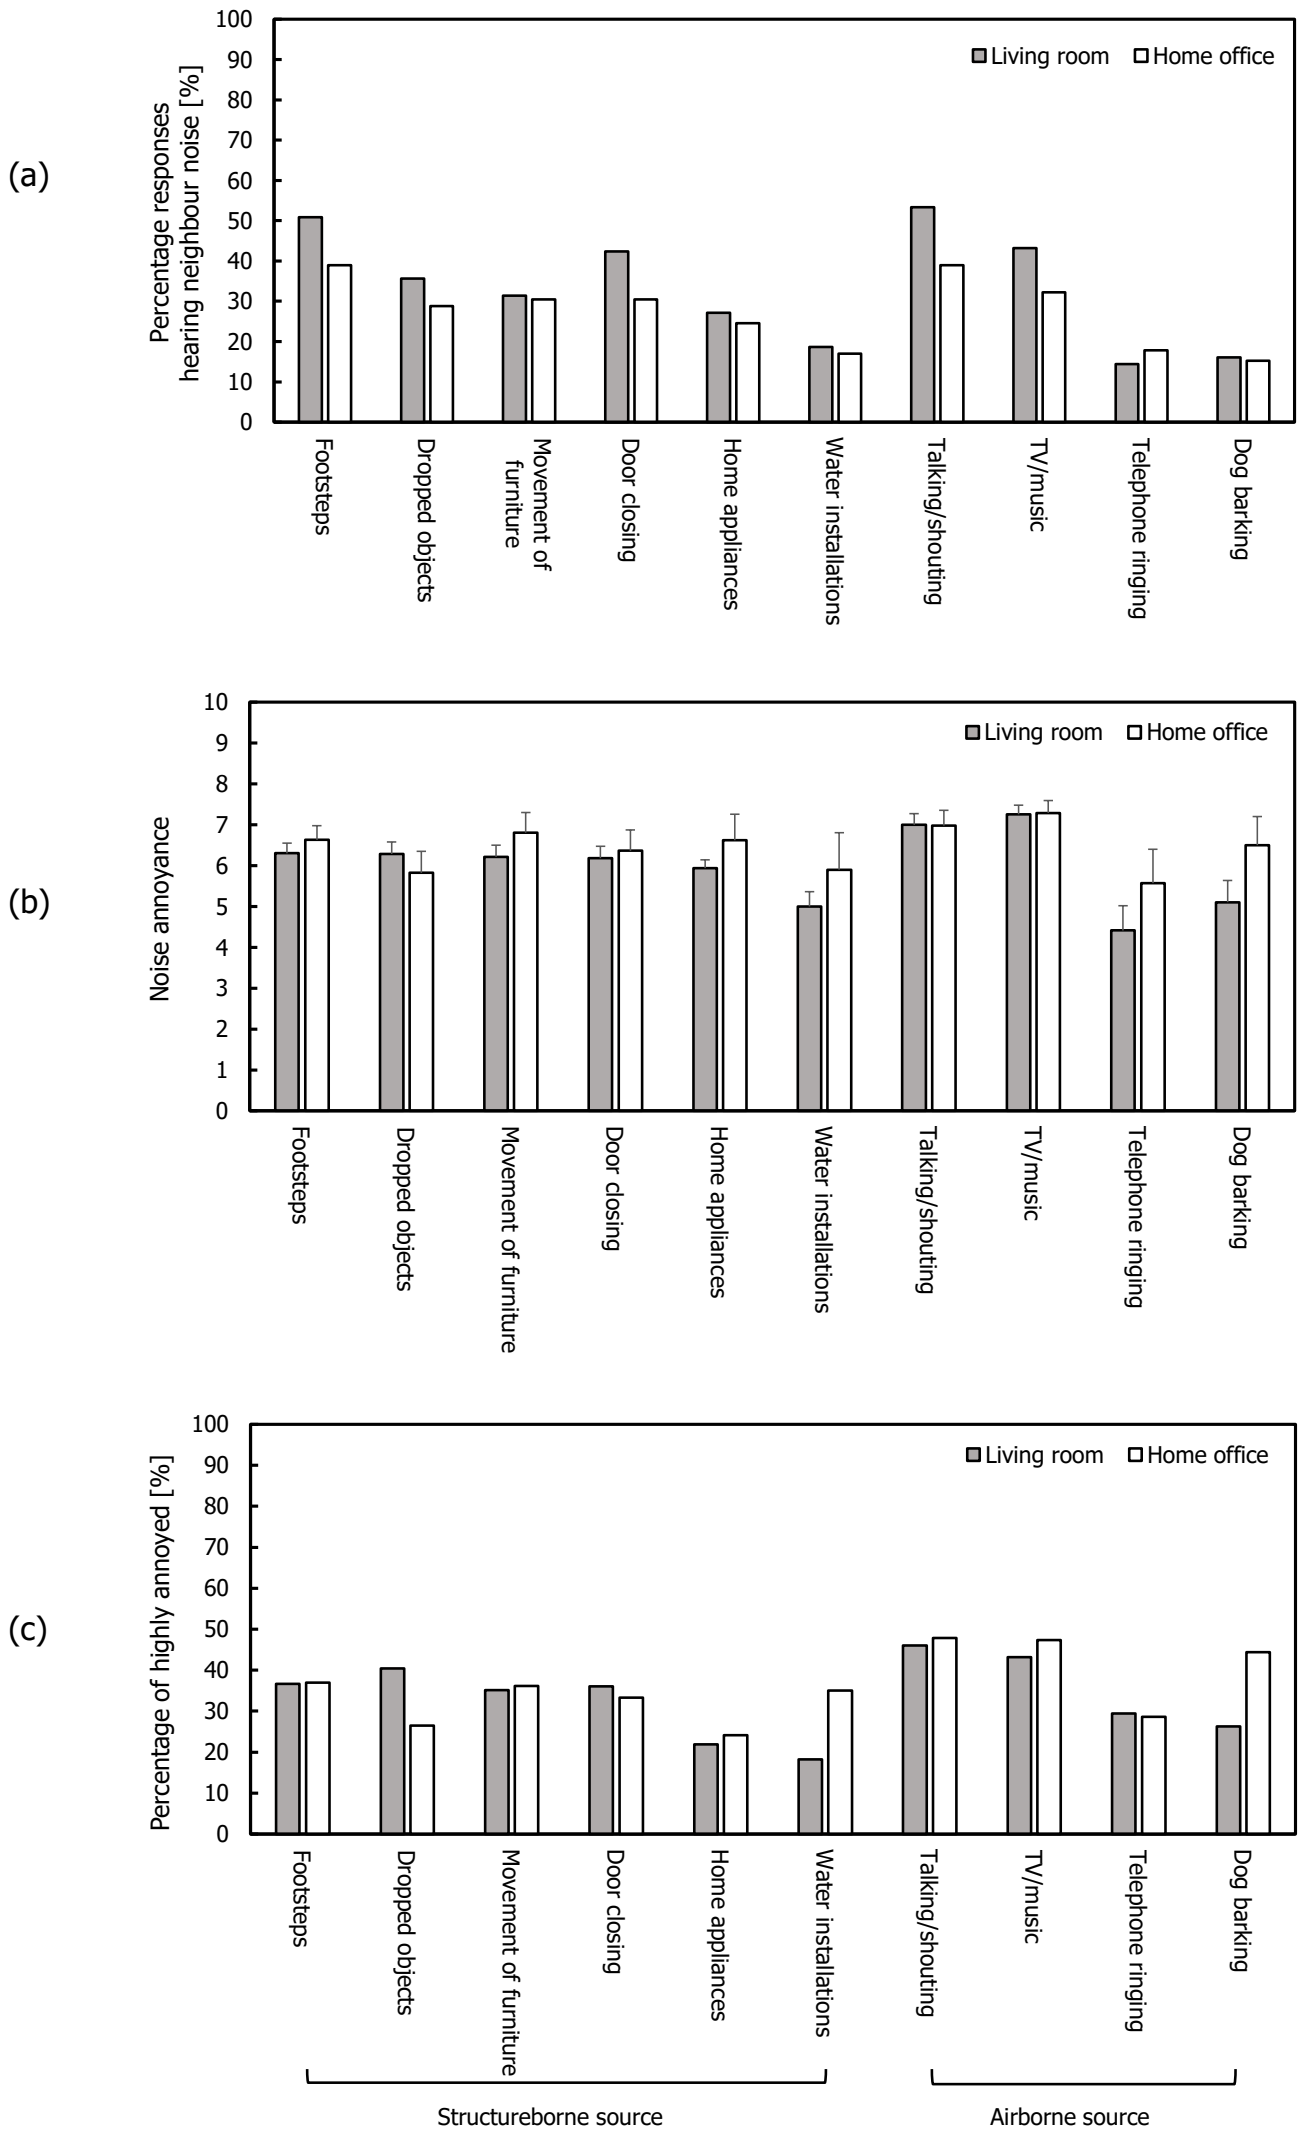 (a)
Percentage responses
hearing neighbour noise [%]
100
90
80
70
60
50
40
30
20
10
0
Living room
Home office
Footsteps
Dropped objects
Movement of
furniture
Door closing
Home appliances
Water installations
Talking/shouting
TV/music
Telephone ringing
Dog barking
(b)
Noise annoyance
10
9
8
7
6
5
4
3
2
1
0
Living room
Home office
Footsteps
Dropped objects
Movement of furniture
Door closing
Home appliances
Water installations
Talking/shouting
TV/music
Telephone ringing
Dog barking
(c)
Percentage of highly annoyed [%]
100
90
80
70
60
50
40
30
20
10
0
Living room
Home office
Footsteps
Dropped objects
Movement of furniture
Door closing
Home appliances
Water installations
Talking/shouting
TV/music
Telephone ringing
Dog barking
Structureborne source
Airborne source